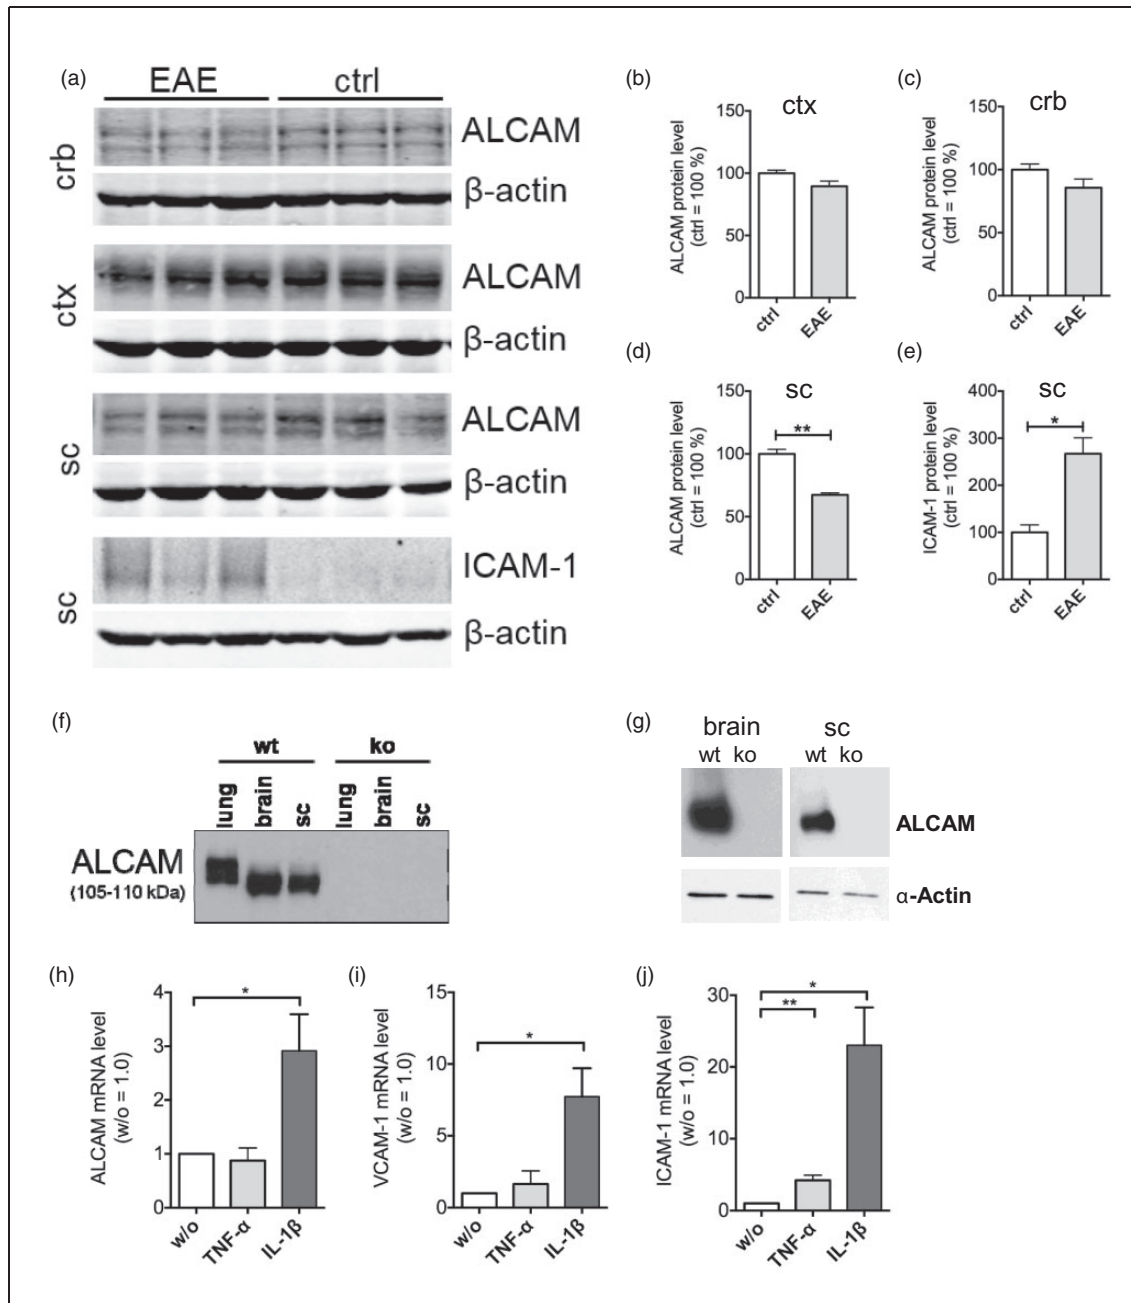 (a)
EAE ctrl
crb
ALCAM
β-actin
ctx
ALCAM
β-actin
sc
ALCAM
β-actin
sc
ICAM-1
β-actin
(b)
ctx
ALCAM protein level
(ctrl = 100 %)
150
100
50
0
ctrl EAE
(c)
crb
ALCAM protein level
(ctrl = 100 %)
150
100
50
0
ctrl EAE
(d)
sc
ALCAM protein level
(ctrl = 100 %)
150
100
50
0
**
ctrl EAE
(e)
sc
ICAM-1 protein level
(ctrl = 100 %)
400
300
200
100
0
*
ctrl EAE
(f)
wt ko
lung brain sc lung brain sc
ALCAM
(105-110 kDa)
(g)
brain sc
wt ko wt ko
ALCAM
α-Actin
(h)
ALCAM mRNA level
(w/o = 1.0)
4
3
2
1
0
*
w/o TNF-α IL-1β
(i)
VCAM-1 mRNA level
(w/o = 1.0)
15
10
5
0
*
w/o TNF-α IL-1β
(j)
ICAM-1 mRNA level
(w/o = 1.0)
30
20
10
0
*
**
w/o TNF-α IL-1β